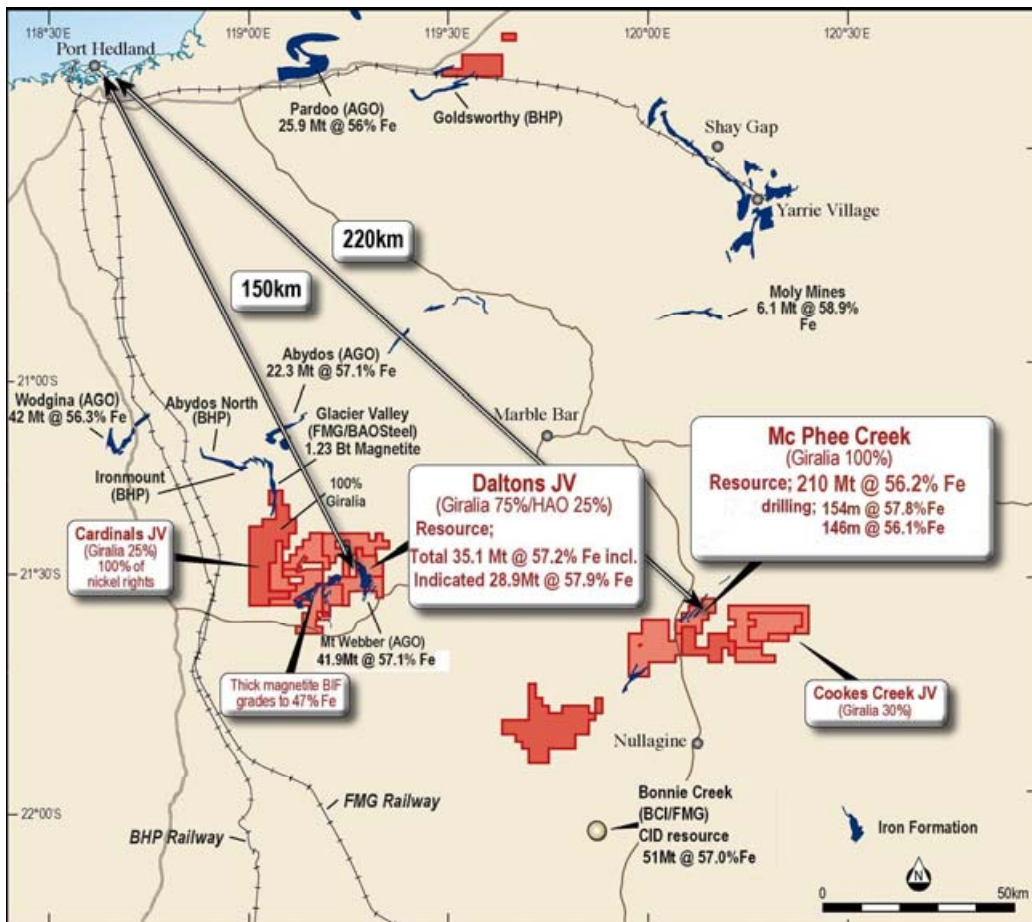 118°30'E
119°00'E
119°30'E
120°00'E
120°30'E
Port Hedland
Pardoo (AGO)
25.9 Mt @ 56% Fe
Goldsworthy (BHP)
Shay Gap
Yarrie Village
220km
150km
Moly Mines
6.1 Mt @ 58.9%
Fe
Abydos (AGO)
22.3 Mt @ 57.1% Fe
21°00'S
Wodgina (AGO)
42 Mt @ 56.3% Fe
Abydos North
(BHP)
Glacier Valley
(FMG/BAOSteel)
1.23 Bt Magnetite
Marble Bar
Ironmount
(BHP)
100%
Giralia
Mc Phee Creek
(Giralia 100%)
Resource; 210 Mt @ 56.2% Fe
drilling; 154m @ 57.8%Fe
146m @ 56.1%Fe
Daltons JV
(Giralia 75%/HAO 25%)
Resource;
Total 35.1 Mt @ 57.2% Fe incl.
Indicated 28.9Mt @ 57.9% Fe
Cardinals JV
(Giralia 25%)
100% of
nickel rights
21°30'S
Mt Webber (AGO)
41.9Mt @ 57.1% Fe
Thick magnetite BIF
grades to 47% Fe
Cookes Creek JV
(Giralia 30%)
Nullagine
Bonnie Creek
(BCI/FMG)
CID resource
51Mt @ 57.0%Fe
22°00'S
FMG Railway
BHP Railway
Iron Formation
N
0
50km